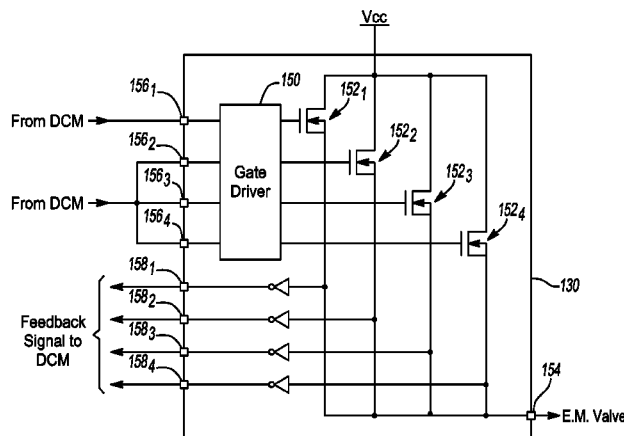 Vcc
156₁
150
152₁
From DCM
156₂
152₂
156₃
Gate
Driver
152₃
From DCM
156₄
152₄
158₁
130
158₂
Feedback
Signal to
DCM
158₃
158₄
154
E.M. Valve